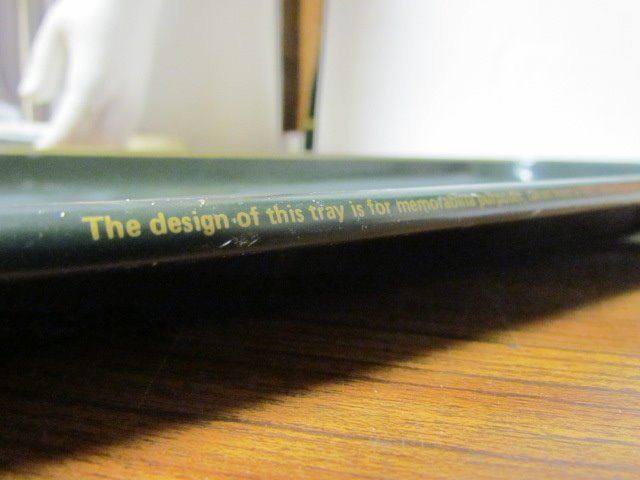 The design of this tray is for memorabilia purposes